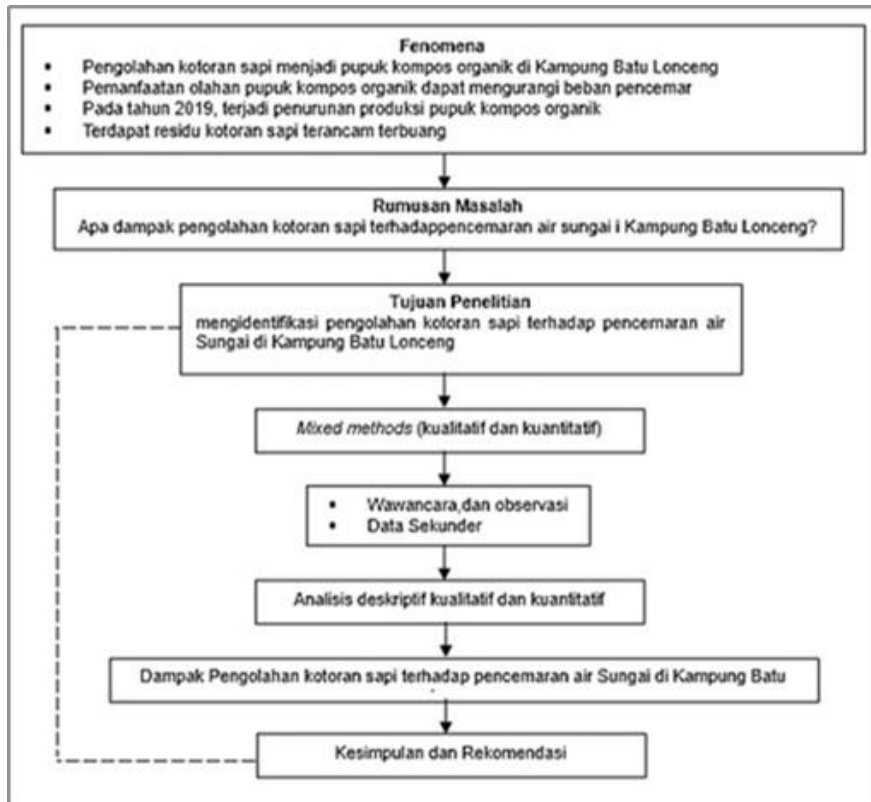 Fenomena
▪ Pengolahan kotoran sapi menjadi pupuk kompos organik di Kampung Batu Lonceng
▪ Pemanfaatan olahan pupuk kompos organik dapat mengurangi beban pencemar
▪ Pada tahun 2019, terjadi penurunan produksi pupuk kompos organik
▪ Terdapat residu kotoran sapi terancam terbuang
Rumusan Masalah
Apa dampak pengolahan kotoran sapi terhadappencemaran air sungai i Kampung Batu Lonceng?
Tujuan Penelitian
mengidentifikasi pengolahan kotoran sapi terhadap pencemaran air
Sungai di Kampung Batu Lonceng
Mixed methods (kualitatif dan kuantitatif)
▪ Wawancara,dan observasi
▪ Data Sekunder
Analisis deskriptif kualitatif dan kuantitatif
Dampak Pengolahan kotoran sapi terhadap pencemaran air Sungai di Kampung Batu
Kesimpulan dan Rekomendasi